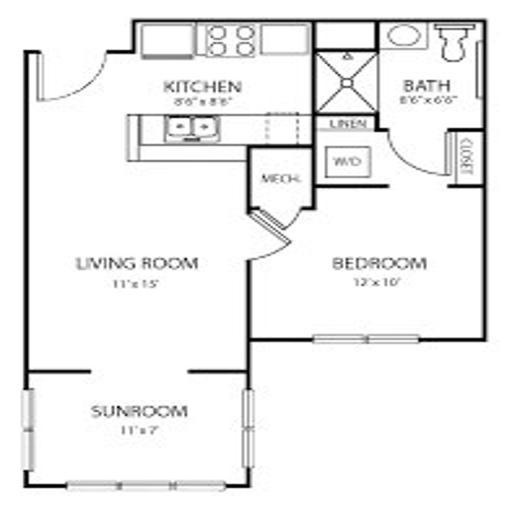 KITCHEN
8'6" x 8'6"
BATH
8'6" x 6'6"
LINEN
W/D
CLOSET
MECH.
LIVING ROOM
11' x 15'
BEDROOM
12' x 10'
SUNROOM
11' x 7'